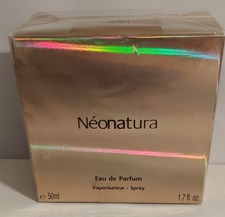 Néonatura
Eau de Parfum
Vaporisateur - Spray
e 50ml 1.7 fl. oz.